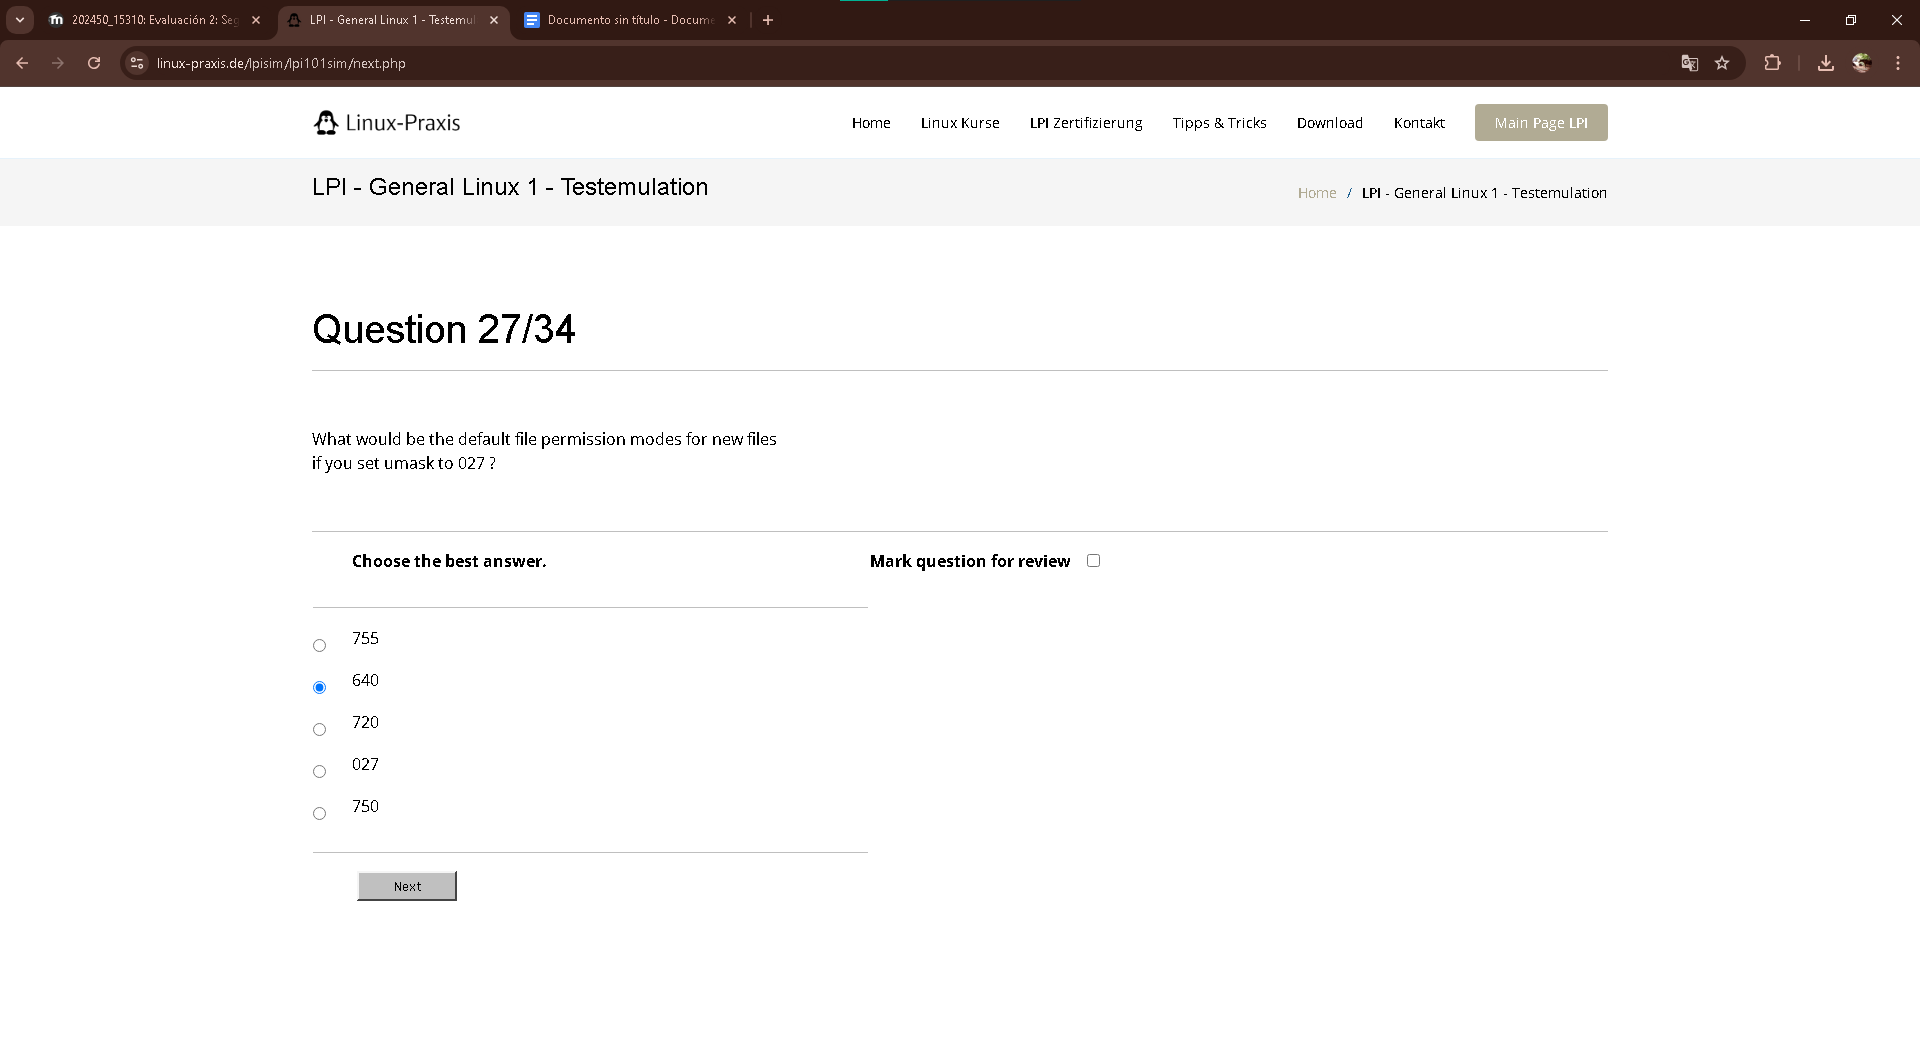 202450_15310: Evaluación 2: Seg
LPI - General Linux 1 - Testemul
Documento sin título - Docume
linux-praxis.de/lpisim/lpi101sim/next.php
Linux-Praxis
Home
Linux Kurse
LPI Zertifizierung
Tipps & Tricks
Download
Kontakt
Main Page LPI
LPI - General Linux 1 - Testemulation
Home / LPI - General Linux 1 - Testemulation
Question 27/34
What would be the default file permission modes for new files
if you set umask to 027 ?
Choose the best answer.
Mark question for review
755
640
720
027
750
Next